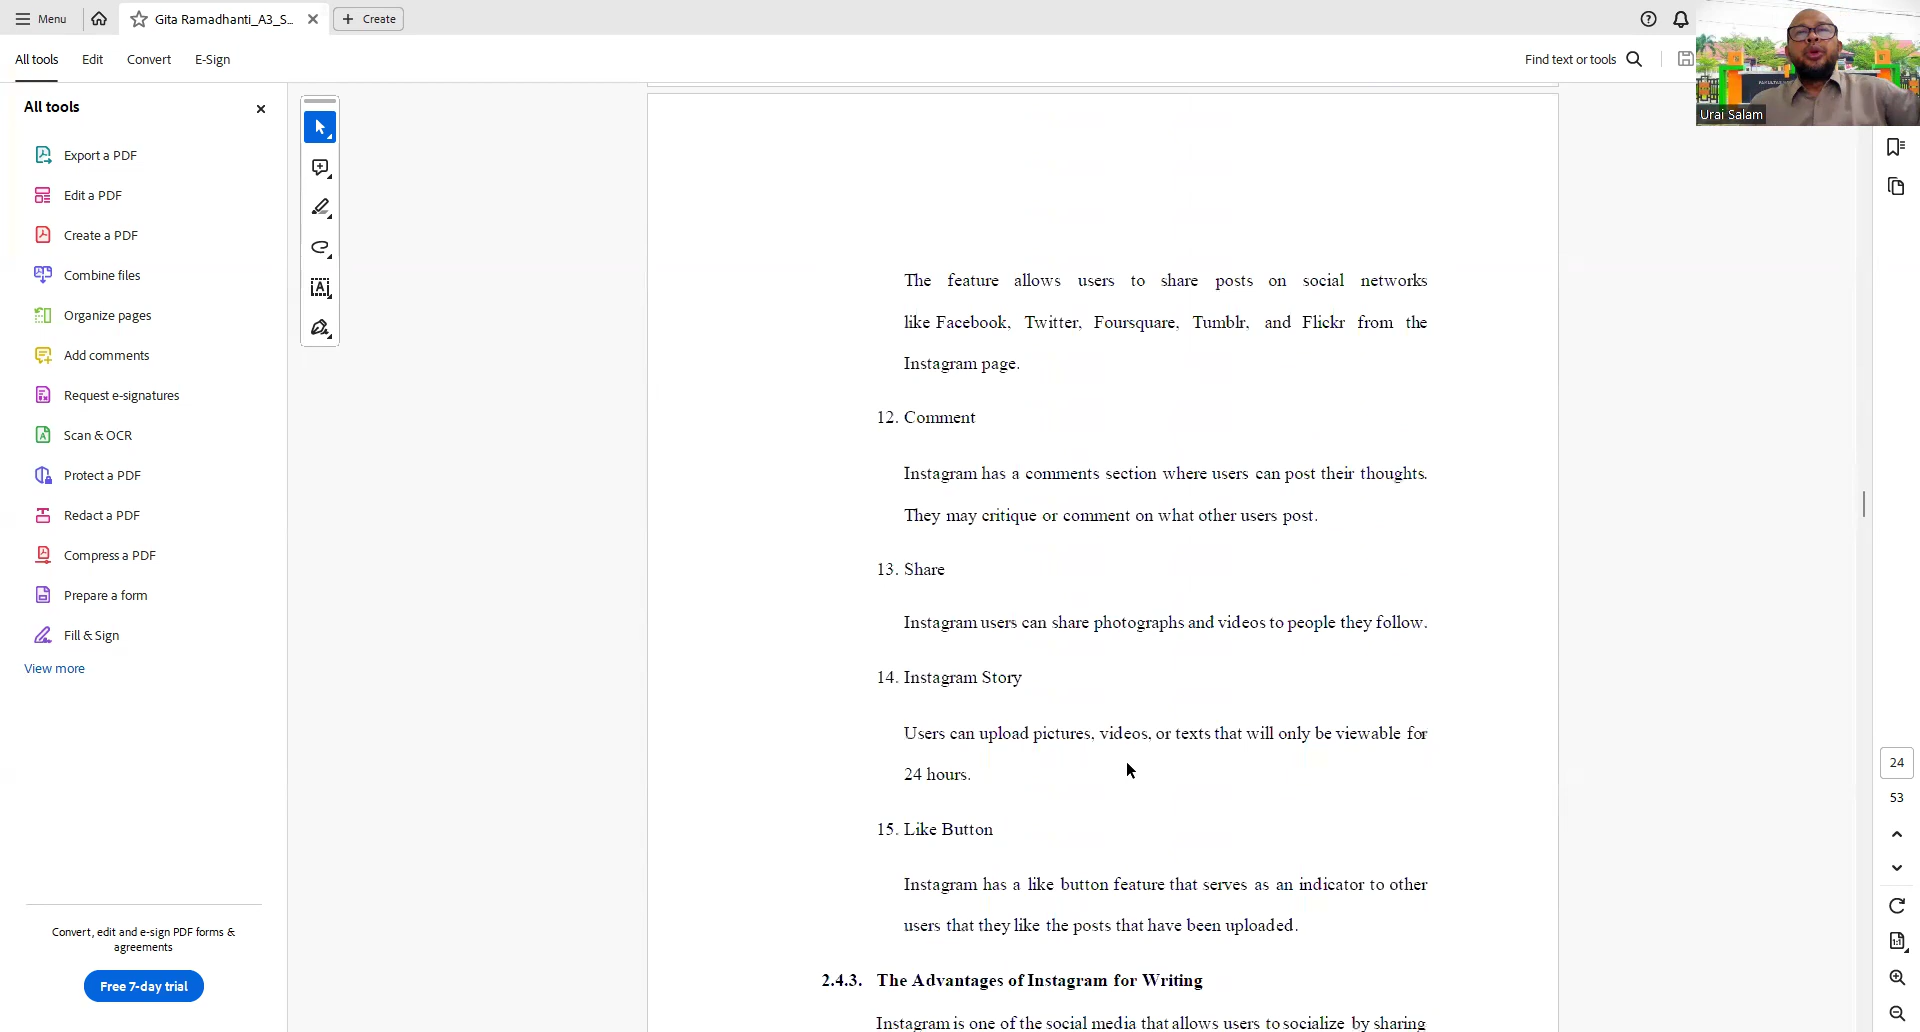 Menu
Gita Ramadhanti_A3_S...
Create
All tools
Edit
Convert
E-Sign
Find text or tools
Urai Salam
All tools
Export a PDF
Edit a PDF
Create a PDF
Combine files
Organize pages
Add comments
Request e-signatures
Scan & OCR
Protect a PDF
Redact a PDF
Compress a PDF
Prepare a form
Fill & Sign
View more
Convert, edit and e-sign PDF forms &
agreements
Free 7-day trial
The feature allows users to share posts on social networks
like Facebook, Twitter, Foursquare, Tumblr, and Flickr from the
Instagram page.
12. Comment
Instagram has a comments section where users can post their thoughts.
They may critique or comment on what other users post.
13. Share
Instagram users can share photographs and videos to people they follow.
14. Instagram Story
Users can upload pictures, videos, or texts that will only be viewable for
24 hours.
15. Like Button
Instagram has a like button feature that serves as an indicator to other
users that they like the posts that have been uploaded.
2.4.3. The Advantages of Instagram for Writing
Instagram is one of the social media that allows users to socialize by sharing
24
53